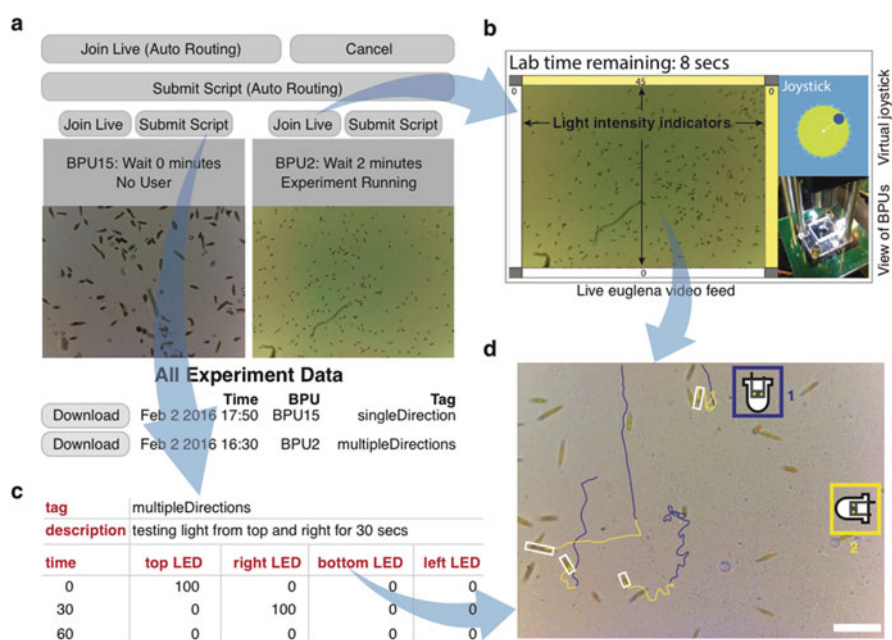 a
Join Live (Auto Routing)
Cancel
Submit Script (Auto Routing)
Join Live
Submit Script
Join Live
Submit Script
BPU15: Wait 0 minutes
No User
BPU2: Wait 2 minutes
Experiment Running
All Experiment Data
Time BPU Tag
Download Feb 2 2016 17:50 BPU15 singleDirection
Download Feb 2 2016 16:30 BPU2 multipleDirections
b
Lab time remaining: 8 secs
0 45 0
Light intensity indicators
0
Live euglena video feed
Joystick
Virtual joystick
View of BPUs
c
tag multipleDirections
description testing light from top and right for 30 secs
time top LED right LED bottom LED left LED
0 100 0 0 0
30 0 100 0 0
60 0 0 0 0
d
1
2